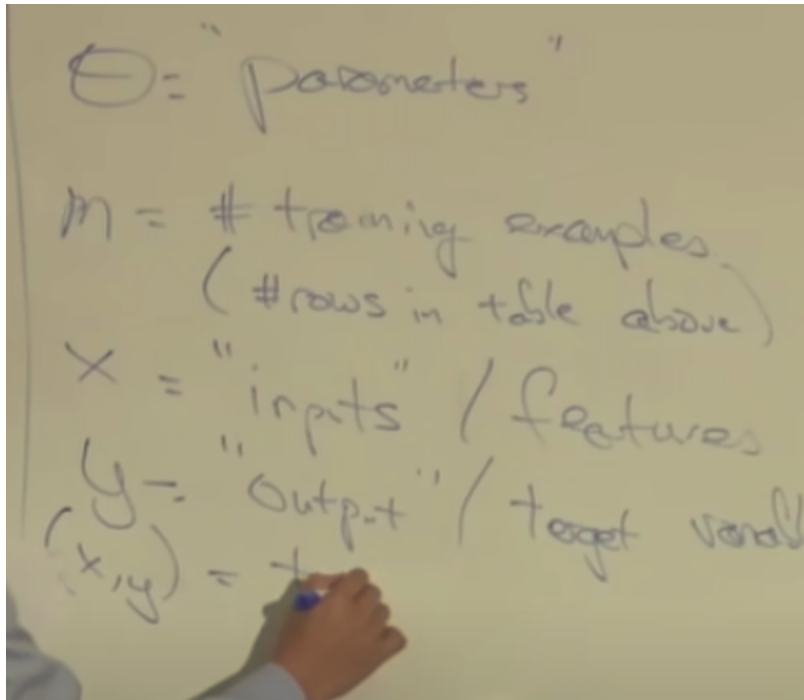 θ = "parameters"
m = # training examples
(# rows in table above)
x = "inputs" / features
y = "output" / target variabl
(x,y) = t